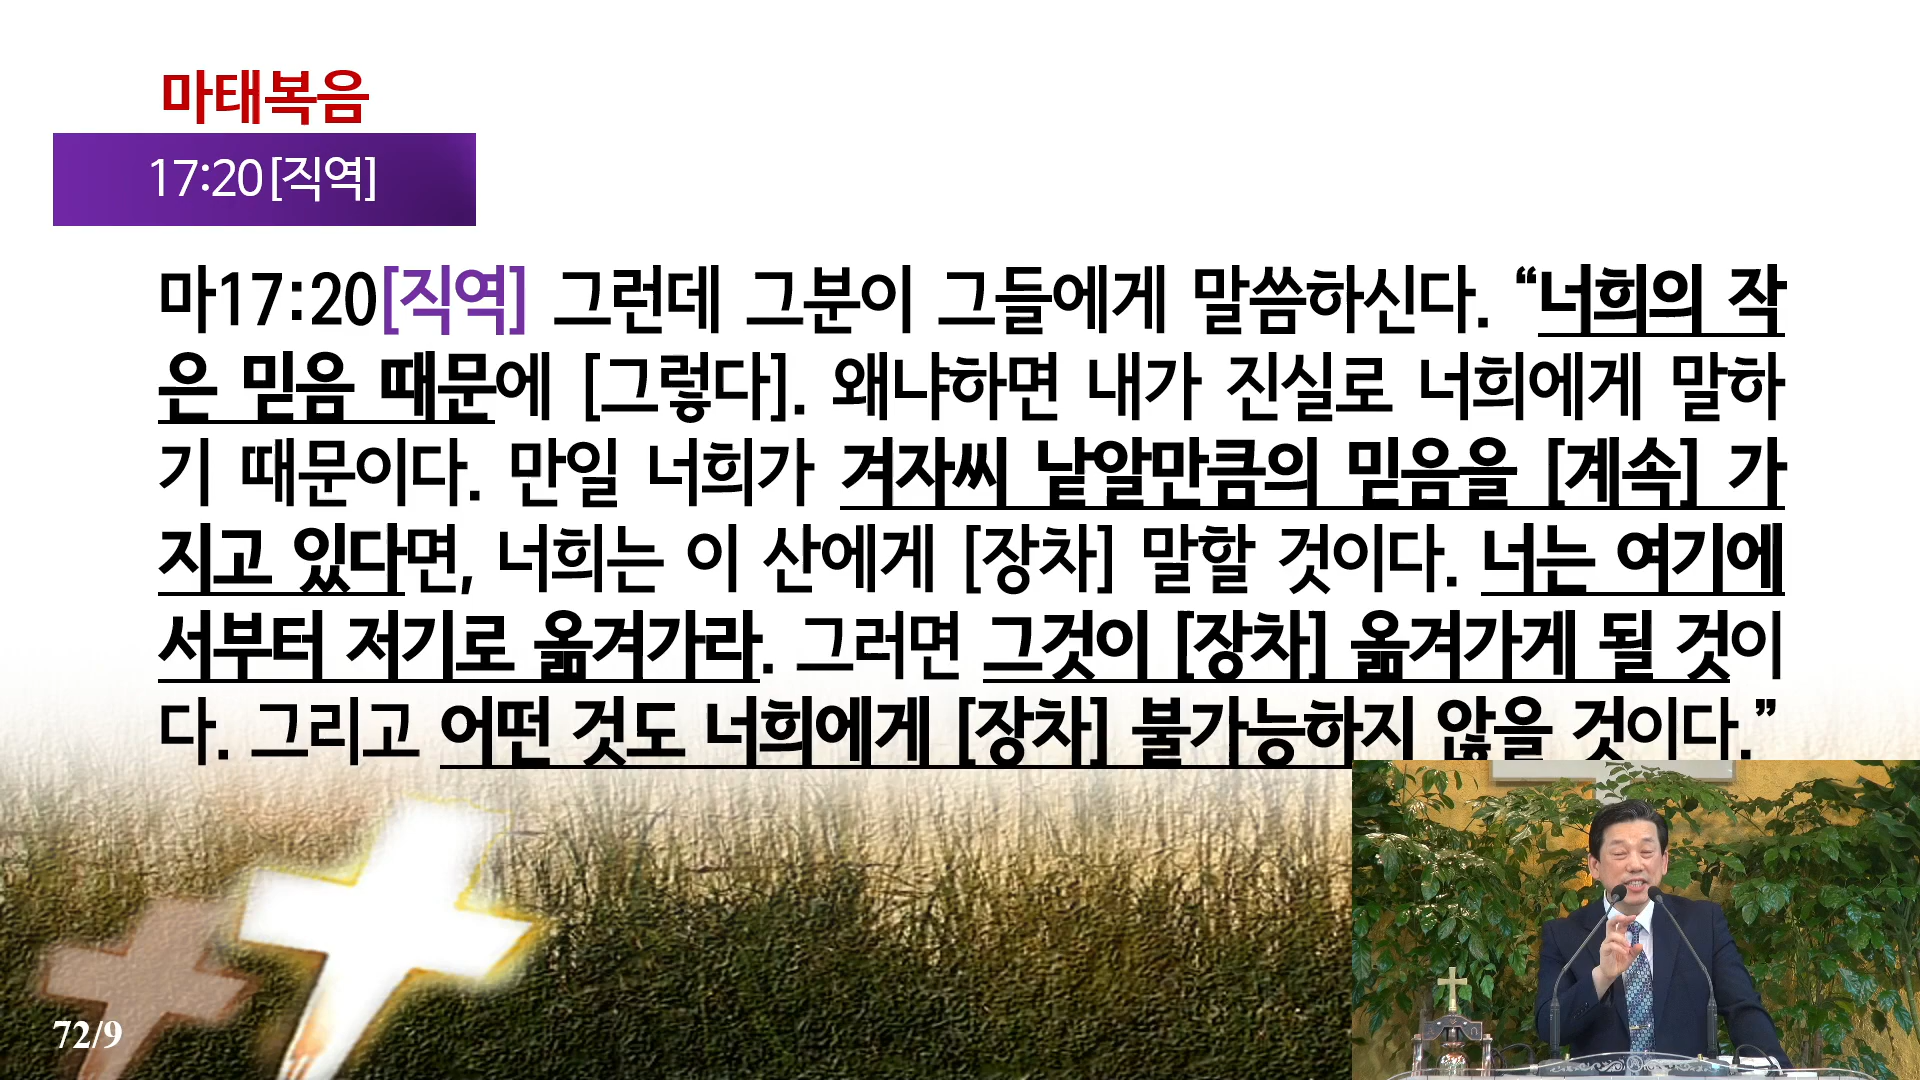 마태복음
17:20 [직역]
마17:20[직역] 그런데 그분이 그들에게 말씀하신다. “너희의 작
은 믿음 때문에 [그렇다]. 왜냐하면 내가 진실로 너희에게 말하
기 때문이다. 만일 너희가 겨자씨 낱알만큼의 믿음을 [계속] 가
지고 있다면, 너희는 이 산에게 [장차] 말할 것이다. 너는 여기에
서부터 저기로 옮겨가라. 그러면 그것이 [장차] 옮겨가게 될 것이
다. 그리고 어떤 것도 너희에게 [장차] 불가능하지 않을 것이다.”
72/9